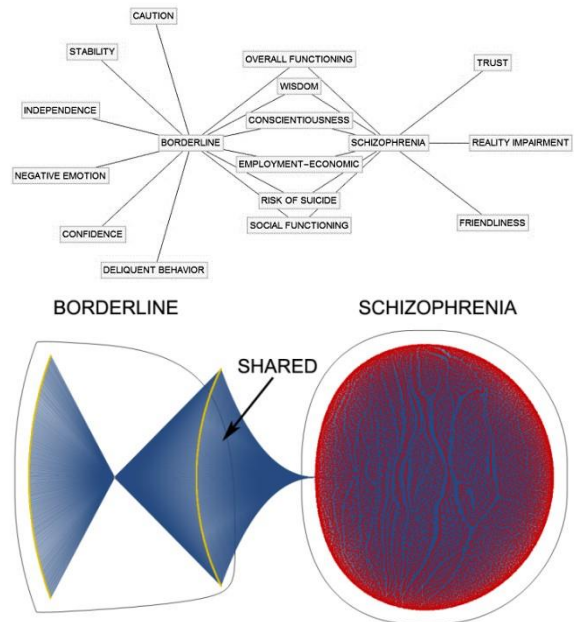 CAUTION
STABILITY
OVERALL FUNCTIONING
TRUST
WISDOM
INDEPENDENCE
CONSCIENTIOUSNESS
BORDERLINE
SCHIZOPHRENIA
REALITY IMPAIRMENT
EMPLOYMENT-ECONOMIC
NEGATIVE EMOTION
RISK OF SUICIDE
SOCIAL FUNCTIONING
FRIENDLINESS
CONFIDENCE
DELIQUENT BEHAVIOR
BORDERLINE
SCHIZOPHRENIA
SHARED